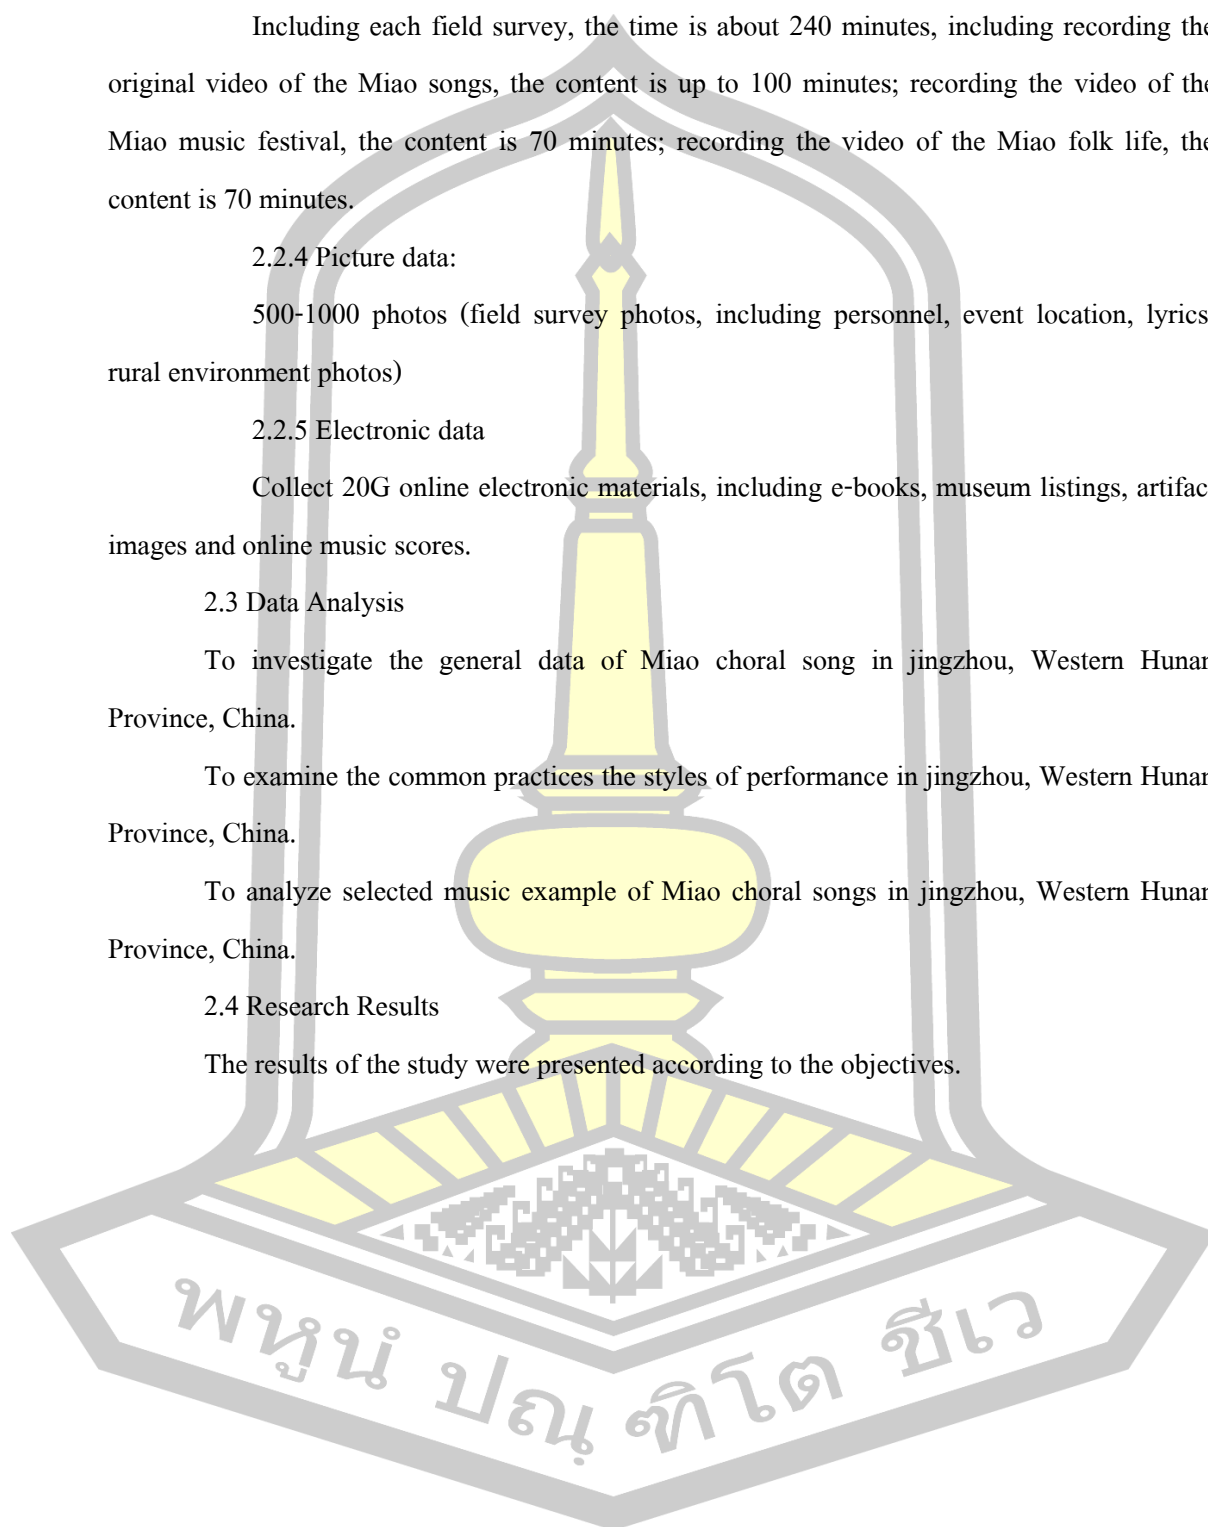 Including each field survey, the time is about 240 minutes, including recording the
original video of the Miao songs, the content is up to 100 minutes; recording the video of the
Miao music festival, the content is 70 minutes; recording the video of the Miao folk life, the
content is 70 minutes.
2.2.4 Picture data:
500-1000 photos (field survey photos, including personnel, event location, lyrics
rural environment photos)
2.2.5 Electronic data
Collect 20G online electronic materials, including e-books, museum listings, artifac
images and online music scores.
2.3 Data Analysis
To investigate the general data of Miao choral song in jingzhou, Western Hunan
Province, China.
To examine the common practices the styles of performance in jingzhou, Western Hunan
Province, China.
To analyze selected music example of Miao choral songs in jingzhou, Western Hunan
Province, China.
2.4 Research Results
The results of the study were presented according to the objectives.
พหูนํ ปณฺฑิโต ชีเว